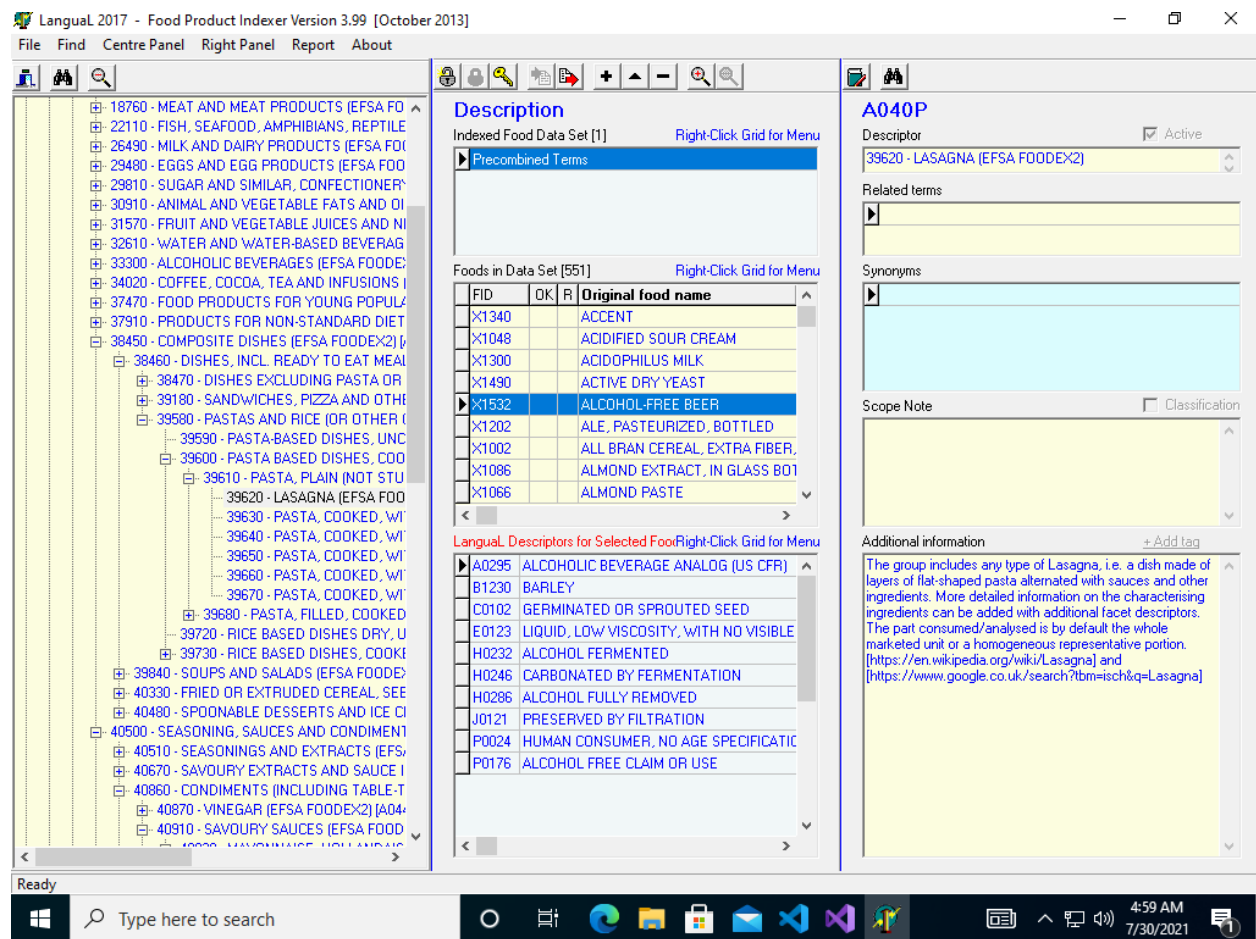 LanguaL 2017 - Food Product Indexer Version 3.99 [October 2013]
File Find Centre Panel Right Panel Report About
18760 - MEAT AND MEAT PRODUCTS (EFSA FO
22110 - FISH, SEAFOOD, AMPHIBIANS, REPTILE
26490 - MILK AND DAIRY PRODUCTS (EFSA FO
29480 - EGGS AND EGG PRODUCTS (EFSA FOO
29810 - SUGAR AND SIMILAR, CONFECTIONERY
30910 - ANIMAL AND VEGETABLE FATS AND OI
31570 - FRUIT AND VEGETABLE JUICES AND NI
32610 - WATER AND WATER-BASED BEVERAG
33300 - ALCOHOLIC BEVERAGES (EFSA FOODE
34020 - COFFEE, COCOA, TEA AND INFUSIONS
37470 - FOOD PRODUCTS FOR YOUNG POPUL
37910 - PRODUCTS FOR NON-STANDARD DIET
38450 - COMPOSITE DISHES (EFSA FOODEX2) [
38460 - DISHES, INCL. READY TO EAT MEAL
38470 - DISHES EXCLUDING PASTA OR
39180 - SANDWICHES, PIZZA AND OTHE
39580 - PASTAS AND RICE (OR OTHER
39590 - PASTA-BASED DISHES, UNC
39600 - PASTA BASED DISHES, COO
39610 - PASTA, PLAIN (NOT STU
39620 - LASAGNA (EFSA FOO
39630 - PASTA, COOKED, WI
39640 - PASTA, COOKED, WI
39650 - PASTA, COOKED, WI
39660 - PASTA, COOKED, WI
39670 - PASTA, COOKED, WI
39680 - PASTA, FILLED, COOKED
39720 - RICE BASED DISHES DRY, U
39730 - RICE BASED DISHES, COOK
39840 - SOUPS AND SALADS (EFSA FOODE
40330 - FRIED OR EXTRUDED CEREAL, SEE
40480 - SPOONABLE DESSERTS AND ICE C
40500 - SEASONING, SAUCES AND CONDIMENT
40510 - SEASONINGS AND EXTRACTS (EFS
40670 - SAVOURY EXTRACTS AND SAUCE I
40860 - CONDIMENTS (INCLUDING TABLE-T
40870 - VINEGAR (EFSA FOODEX2) [A04
40910 - SAVOURY SAUCES (EFSA FOOD
Description
Indexed Food Data Set [1] Right-Click Grid for Menu
Precombined Terms
Foods in Data Set [551] Right-Click Grid for Menu
FID OK R Original food name
X1340 ACCENT
X1048 ACIDIFIED SOUR CREAM
X1300 ACIDOPHILUS MILK
X1490 ACTIVE DRY YEAST
X1532 ALCOHOL-FREE BEER
X1202 ALE, PASTEURIZED, BOTTLED
X1002 ALL BRAN CEREAL, EXTRA FIBER,
X1086 ALMOND EXTRACT, IN GLASS BOT
X1066 ALMOND PASTE
LanguaL Descriptors for Selected Food Right-Click Grid for Menu
A0295 ALCOHOLIC BEVERAGE ANALOG (US CFR)
B1230 BARLEY
C0102 GERMINATED OR SPROUTED SEED
E0123 LIQUID, LOW VISCOSITY, WITH NO VISIBLE
H0232 ALCOHOL FERMENTED
H0246 CARBONATED BY FERMENTATION
H0286 ALCOHOL FULLY REMOVED
J0121 PRESERVED BY FILTRATION
P0024 HUMAN CONSUMER, NO AGE SPECIFICATIC
P0176 ALCOHOL FREE CLAIM OR USE
A040P
Descriptor Active
39620 - LASAGNA (EFSA FOODEX2)
Related terms
Synonyms
Scope Note Classification
Additional information + Add tag
The group includes any type of Lasagna, i.e. a dish made of
layers of flat-shaped pasta alternated with sauces and other
ingredients. More detailed information on the characterising
ingredients can be added with additional facet descriptors.
The part consumed/analysed is by default the whole
marketed unit or a homogeneous representative portion.
[https://en.wikipedia.org/wiki/Lasagna] and
[https://www.google.co.uk/search?tbm=isch&q=Lasagna]
Ready
Type here to search
4:59 AM
7/30/2021
1